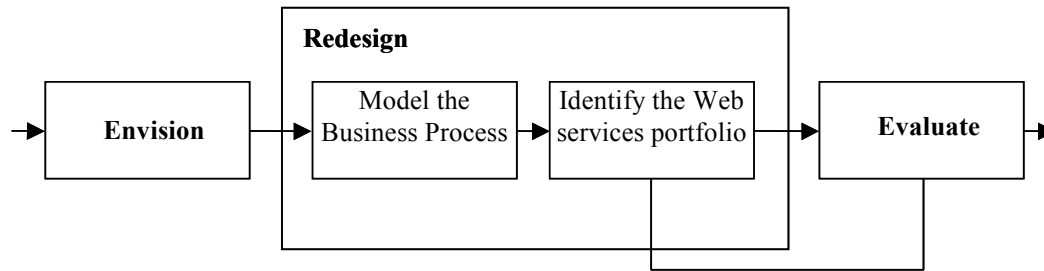 Redesign
Envision
Model the
Business Process
Identify the Web
services portfolio
Evaluate